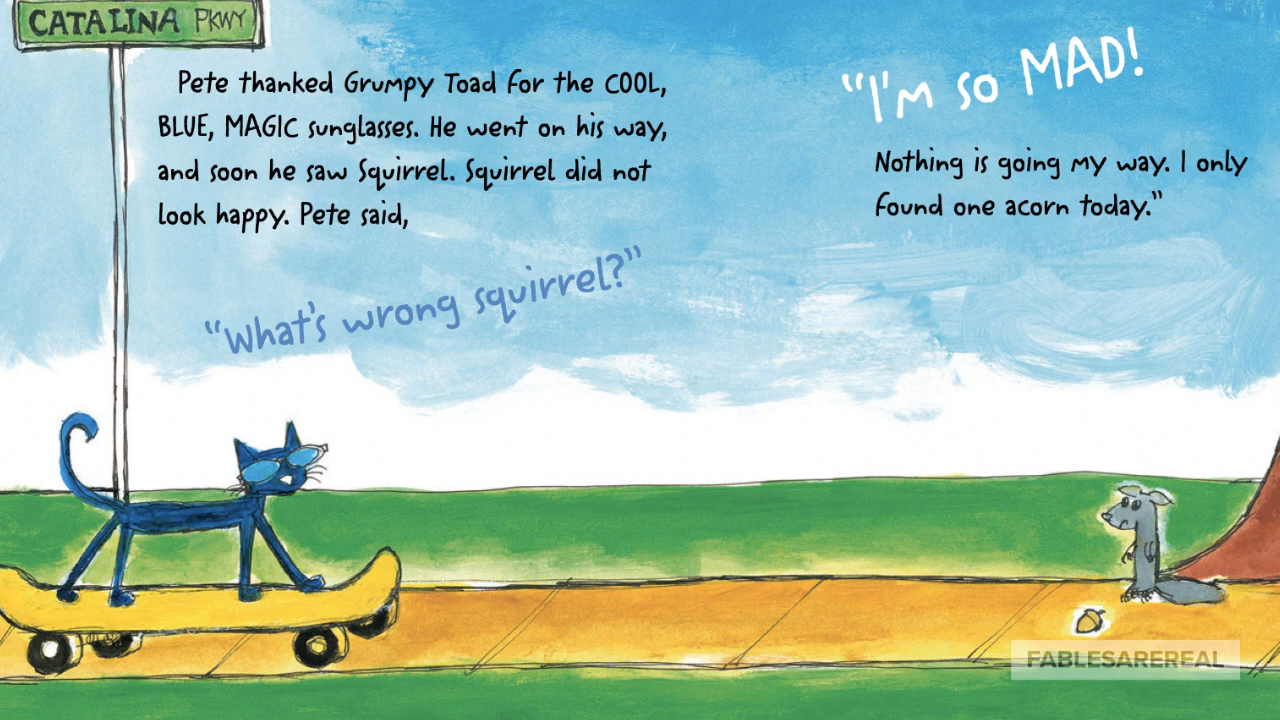 CATALINA PKWY
Pete thanked Grumpy Toad for the COOL,
BLUE, MAGIC sunglasses. He went on his way,
and soon he saw Squirrel. Squirrel did not
look happy. Pete said,
“What’s wrong squirrel?”
“I’m so MAD!
Nothing is going my way. I only
found one acorn today.”
FABLESAREREAL